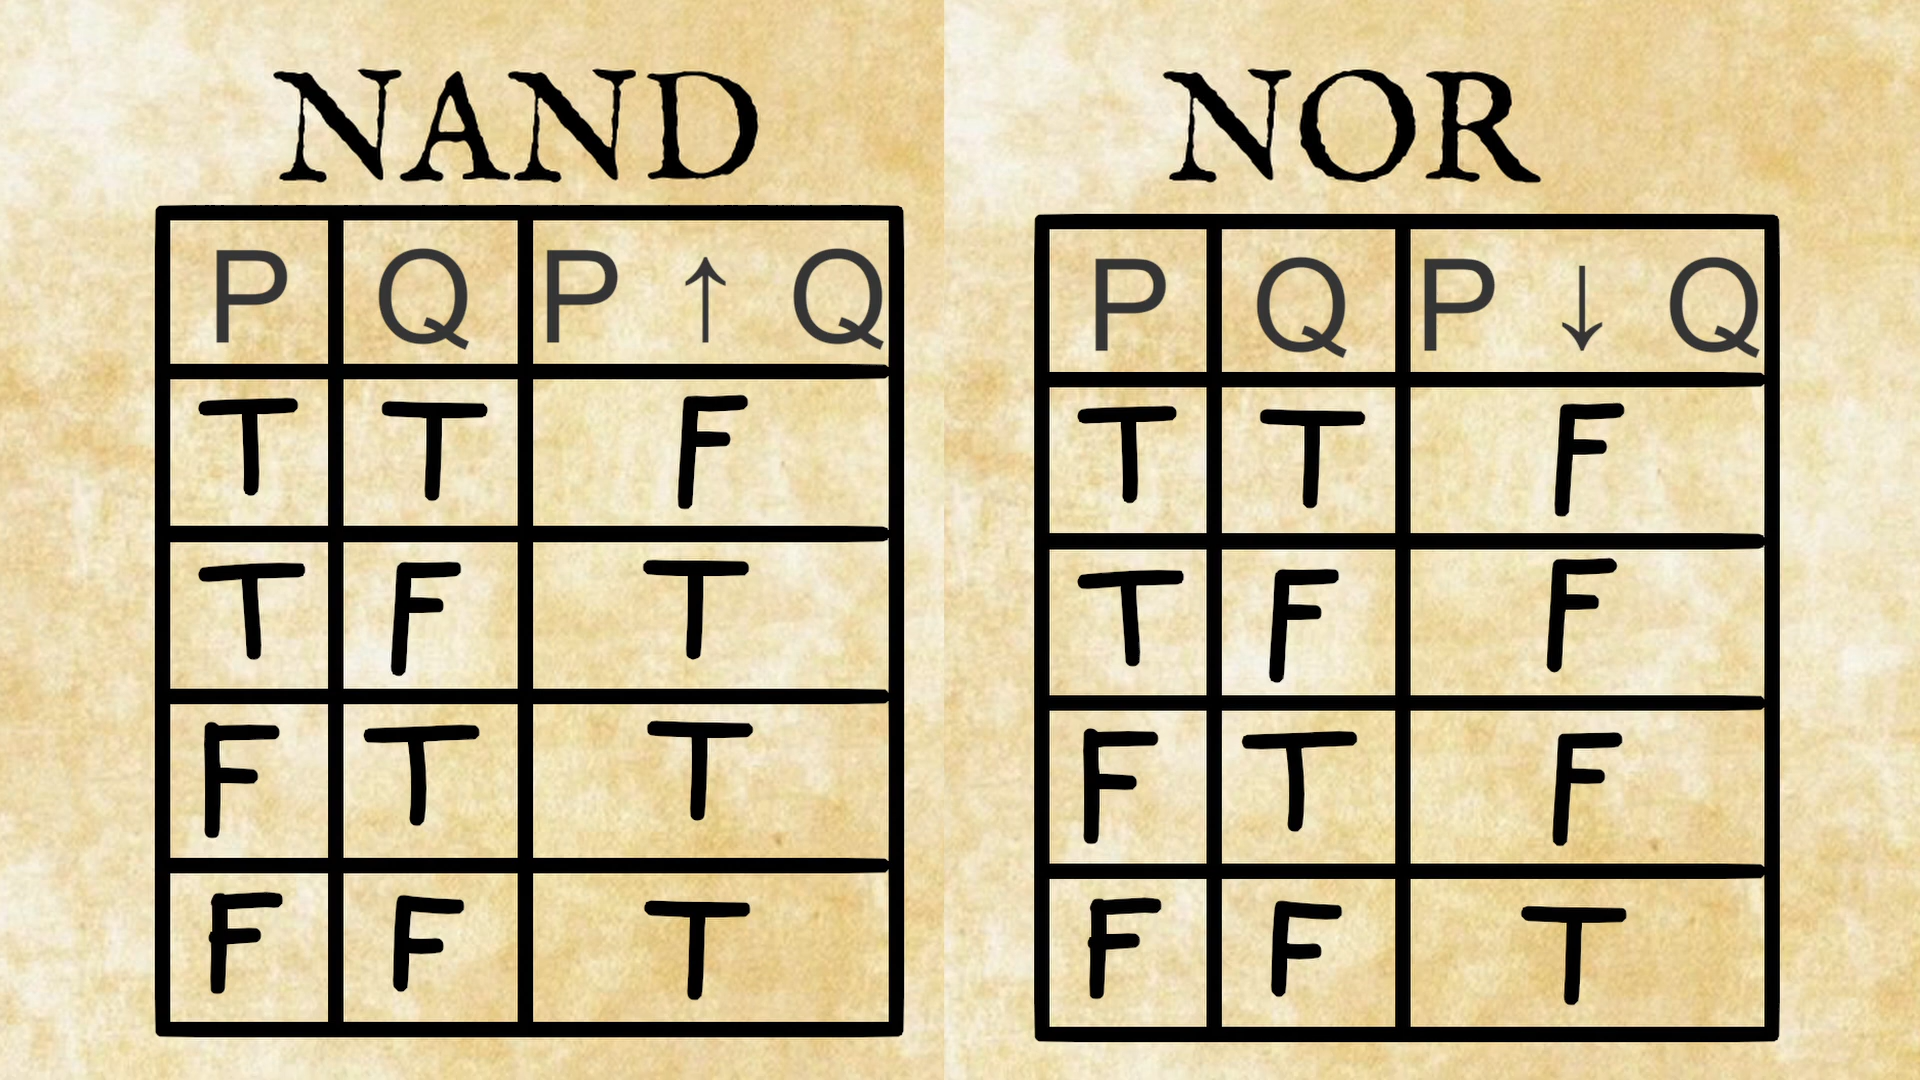 NAND
P Q P ↑ Q
T T F
T F T
F T T
F F T
NOR
P Q P ↓ Q
T T F
T F F
F T F
F F T